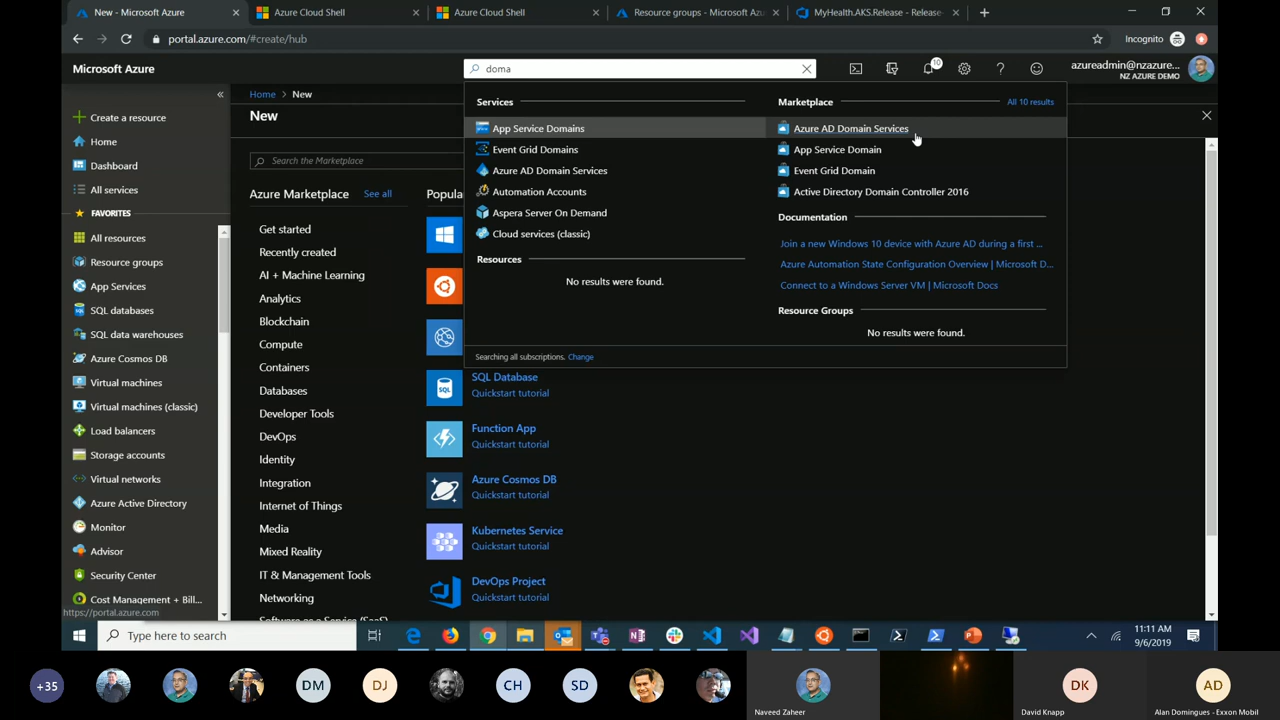 New - Microsoft Azure
Azure Cloud Shell
Azure Cloud Shell
Resource groups - Microsoft Az
MyHealth.AKS.Release - Release-
portal.azure.com/#create/hub
Incognito
Microsoft Azure
doma
10
azureadmin@nzazure...
NZ AZURE DEMO
Create a resource
Home
Dashboard
All services
FAVORITES
All resources
Resource groups
App Services
SQL databases
SQL data warehouses
Azure Cosmos DB
Virtual machines
Virtual machines (classic)
Load balancers
Storage accounts
Virtual networks
Azure Active Directory
Monitor
Advisor
Security Center
Cost Management + Bill...
https://portal.azure.com
Home > New
New
Search the Marketplace
Azure Marketplace See all
Popula
Get started
Recently created
AI + Machine Learning
Analytics
Blockchain
Compute
Containers
Databases
Developer Tools
DevOps
Identity
Integration
Internet of Things
Media
Mixed Reality
IT & Management Tools
Networking
Software as a Service (SaaS)
SQL
SQL Database
Quickstart tutorial
Function App
Quickstart tutorial
Azure Cosmos DB
Quickstart tutorial
Kubernetes Service
Quickstart tutorial
DevOps Project
Quickstart tutorial
Services
App Service Domains
Event Grid Domains
Azure AD Domain Services
Automation Accounts
Aspera Server On Demand
Cloud services (classic)
Resources
No results were found.
Marketplace
All 10 results
Azure AD Domain Services
App Service Domain
Event Grid Domain
Active Directory Domain Controller 2016
Documentation
Join a new Windows 10 device with Azure AD during a first ...
Azure Automation State Configuration Overview | Microsoft D...
Connect to a Windows Server VM | Microsoft Docs
Resource Groups
No results were found.
Searching all subscriptions. Change
Type here to search
11:11 AM
9/6/2019
+35
DM
DJ
CH
SD
Naveed Zaheer
DK
David Knapp
AD
Alan Domingues - Exxon Mobil